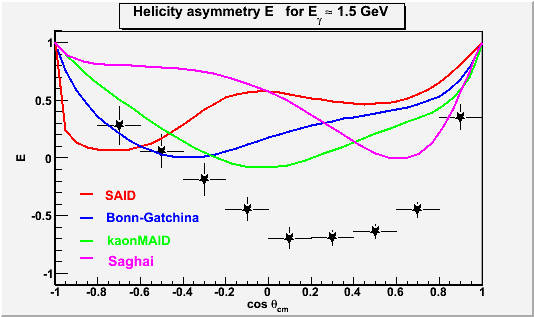 Helicity asymmetry E for Eγ ≈ 1.5 GeV
1
0.5
0
-0.5
-1
E
SAID
Bonn-Gatchina
kaonMAID
Saghai
-1 -0.8 -0.6 -0.4 -0.2 0 0.2 0.4 0.6 0.8 1
cos θcm